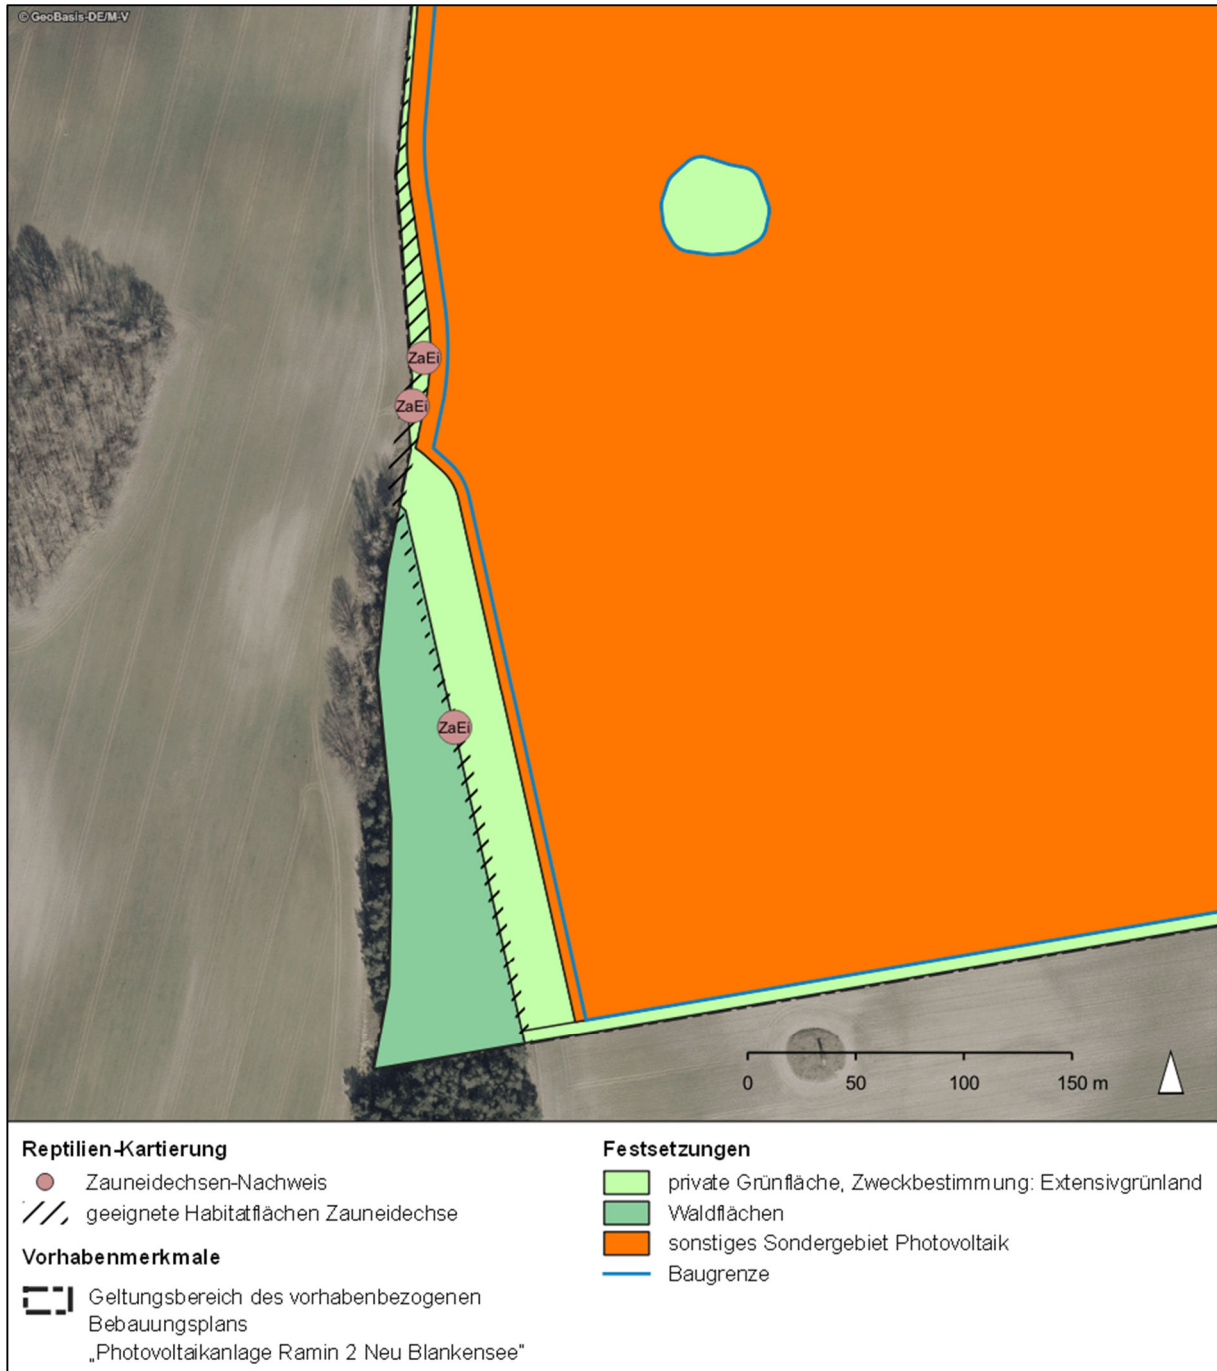 © GeoBasis-DE/M-V
ZaEi
ZaEi
ZaEi
0 50 100 150 m
Reptilien-Kartierung
Zauneidechsen-Nachweis
geeignete Habitatflächen Zauneidechse
Vorhabenmerkmale
Geltungsbereich des vorhabenbezogenen
Bebauungsplans
„Photovoltaikanlage Ramin 2 Neu Blankensee"
Festsetzungen
private Grünfläche, Zweckbestimmung: Extensivgrünland
Waldflächen
sonstiges Sondergebiet Photovoltaik
Baugrenze